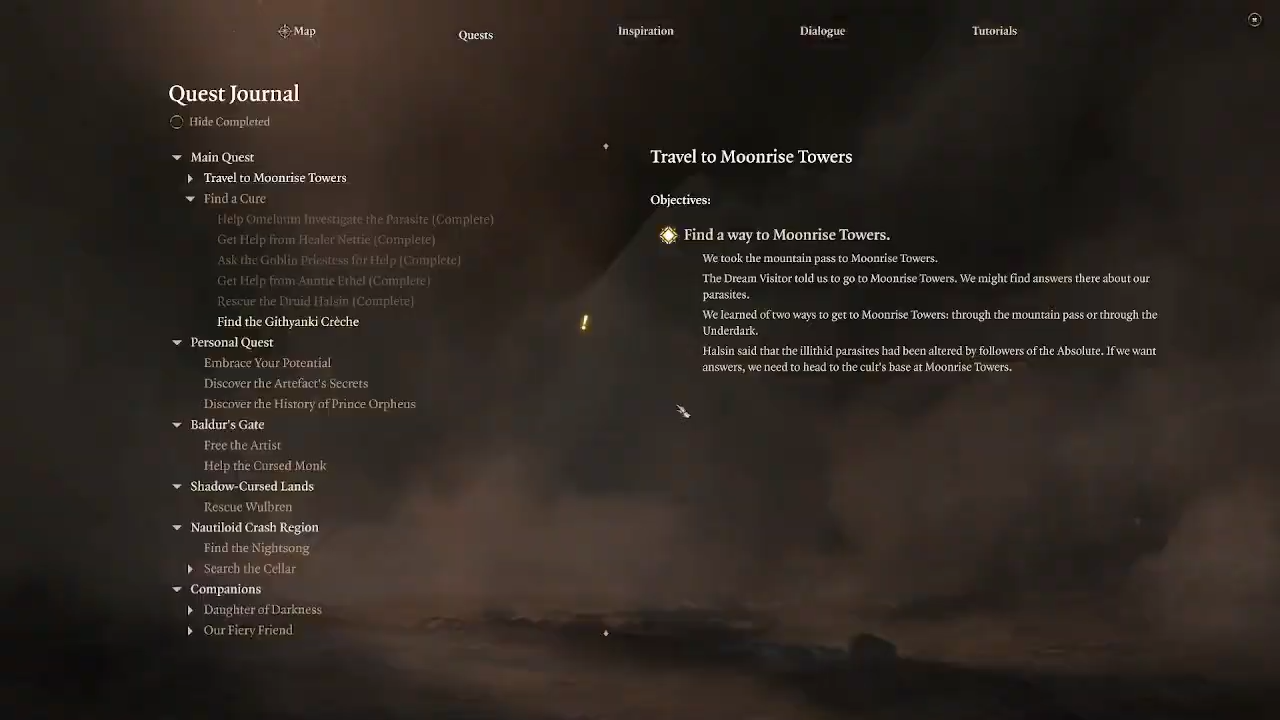 Map
Quests
Inspiration
Dialogue
Tutorials
Quest Journal
Hide Completed
Main Quest
Travel to Moonrise Towers
Find a Cure
Help Omeluum Investigate the Parasite (Complete)
Get Help from Healer Nettie (Complete)
Ask the Goblin Priestess for Help (Complete)
Get Help from Auntie Ethel (Complete)
Rescue the Druid Halsin (Complete)
Find the Githyanki Crèche
!
Personal Quest
Embrace Your Potential
Discover the Artefact's Secrets
Discover the History of Prince Orpheus
Baldur's Gate
Free the Artist
Help the Cursed Monk
Shadow-Cursed Lands
Rescue Wulbren
Nautiloid Crash Region
Find the Nightsong
Search the Cellar
Companions
Daughter of Darkness
Our Fiery Friend
Travel to Moonrise Towers
Objectives:
Find a way to Moonrise Towers.
We took the mountain pass to Moonrise Towers.
The Dream Visitor told us to go to Moonrise Towers. We might find answers there about our
parasites.
We learned of two ways to get to Moonrise Towers: through the mountain pass or through the
Underdark.
Halsin said that the illithid parasites had been altered by followers of the Absolute. If we want
answers, we need to head to the cult's base at Moonrise Towers.